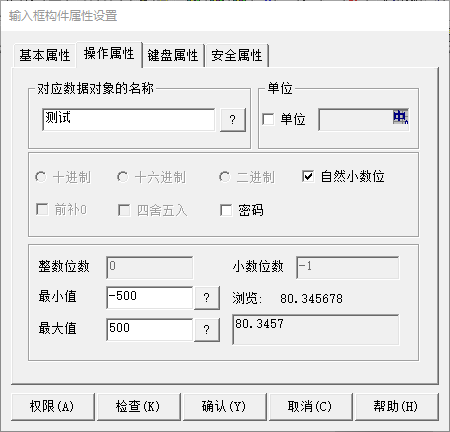 输入框构件属性设置
基本属性 操作属性 键盘属性 安全属性
对应数据对象的名称 单位
测试 ? 单位 中
十进制 十六进制 二进制 自然小数位
前补0 四舍五入 密码
整数位数 0 小数位数 -1
最小值 -500 ? 浏览: 80.345678
最大值 500 ? 80.3457
权限(A) 检查(K) 确认(Y) 取消(C) 帮助(H)